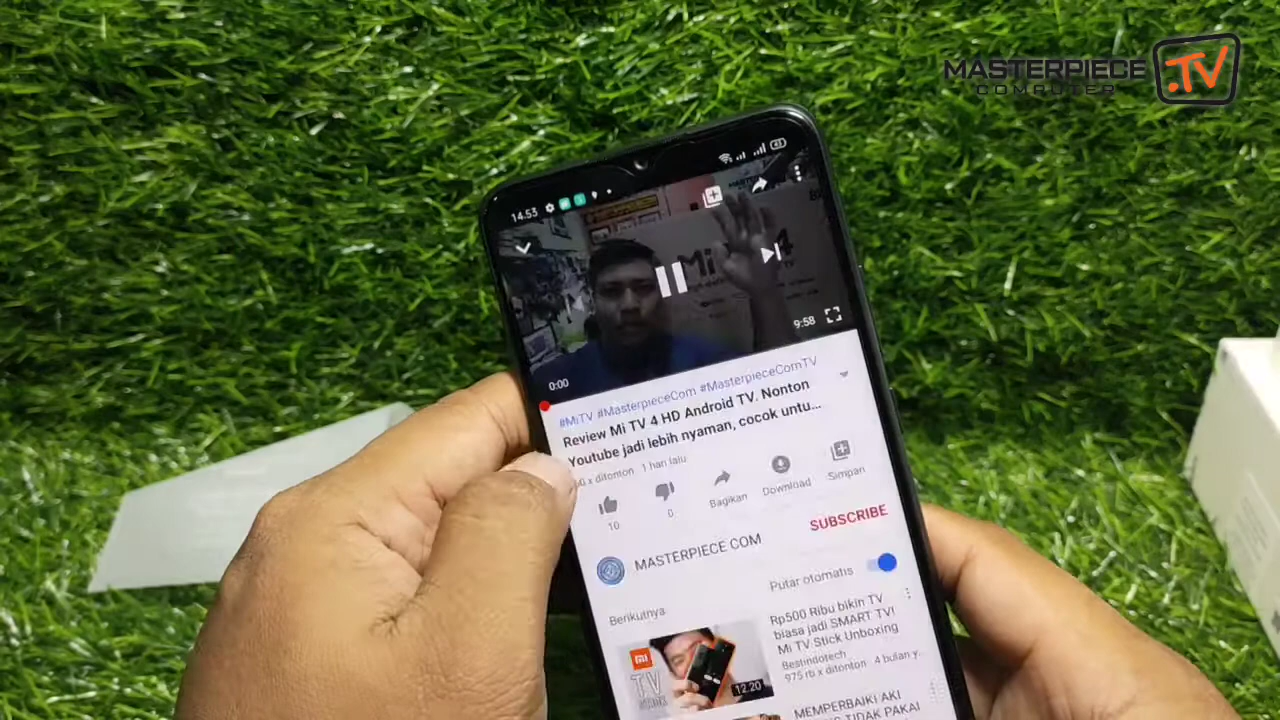 MASTERPIECE
COMPUTER
.TV
14.53
0:00
9:58
#MiTV #MasterpieceCom #MasterpieceComTV
Review Mi TV 4 HD Android TV. Nonton
Youtube jadi lebih nyaman, cocok untu...
x ditonton 1 hari lalu
10
0
Bagikan
Download
Simpan
MASTERPIECE COM
SUBSCRIBE
Putar otomatis
Berikutnya
Rp500 Ribu bikin TV
biasa jadi SMART TV!
Mi TV Stick Unboxing
Bestindotech
975 rb x ditonton 4 bulan y.
mi
TV
12.20
MEMPERBAIKI AKI
TIDAK PAKAI